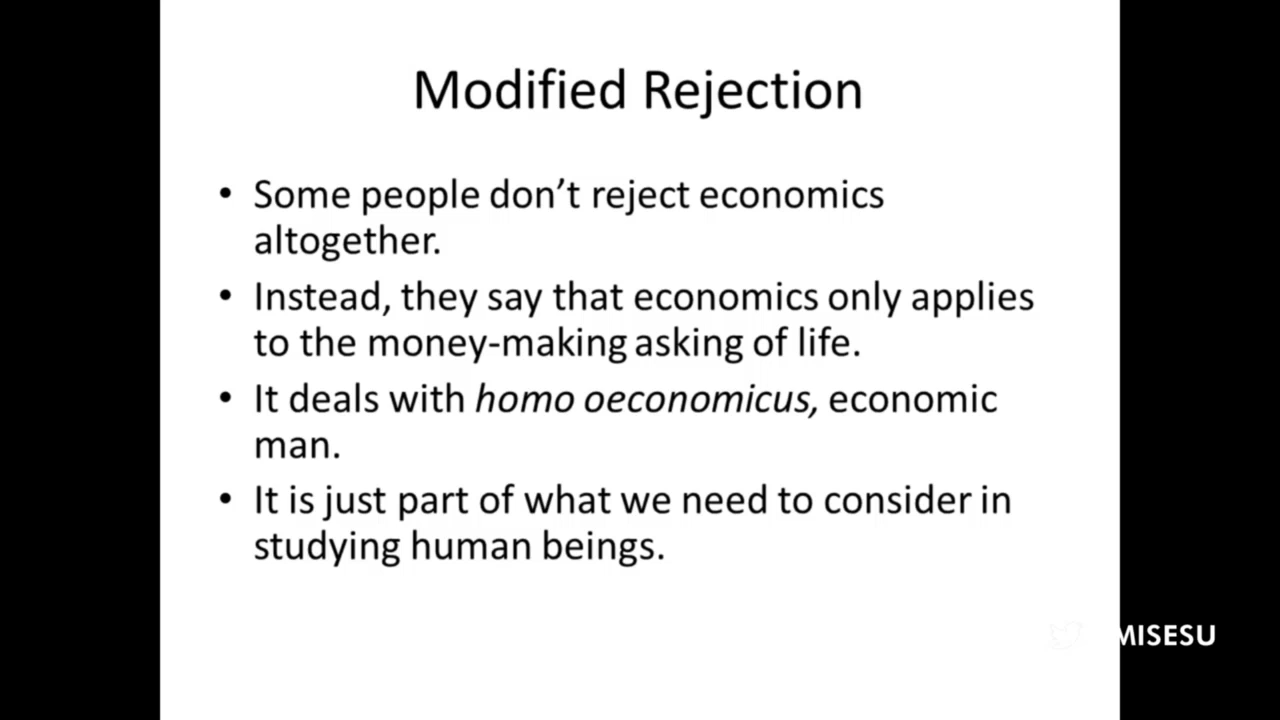 Modified Rejection
• Some people don’t reject economics
altogether.
• Instead, they say that economics only applies
to the money-making asking of life.
• It deals with homo oeconomicus, economic
man.
• It is just part of what we need to consider in
studying human beings.
MISESU